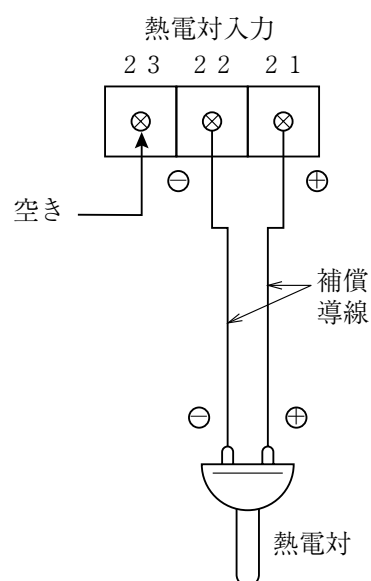 熱電対入力
２３ ２２ ２１
⊖ ⊕
空き
補償
導線
⊖ ⊕
熱電対